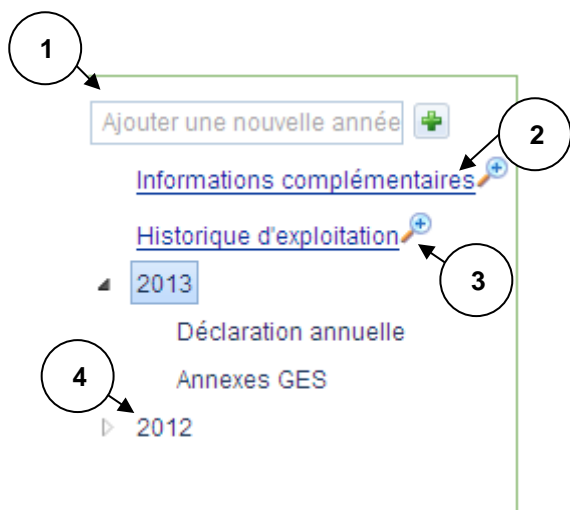 1
Ajouter une nouvelle année
2
Informations complémentaires
Historique d'exploitation
3
2013
Déclaration annuelle
Annexes GES
4
2012